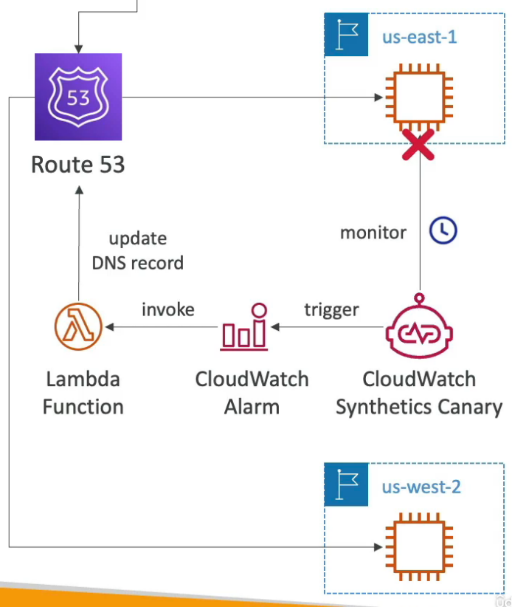 us-east-1
53
Route 53
monitor
update
DNS record
invoke
trigger
Lambda
Function
CloudWatch
Alarm
CloudWatch
Synthetics Canary
us-west-2